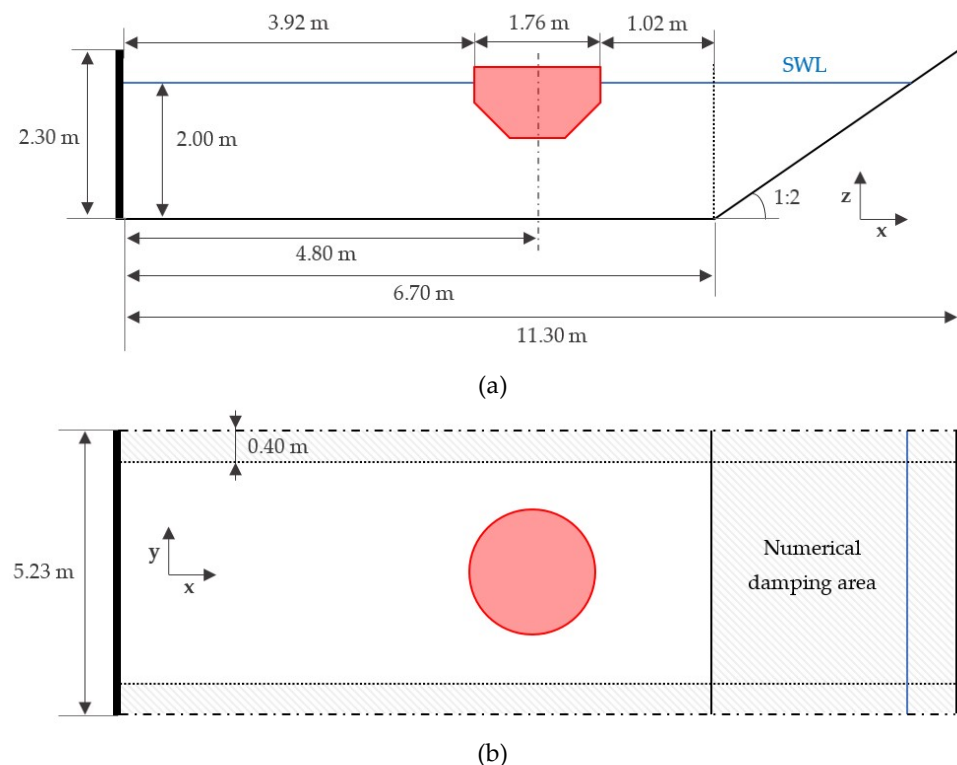 3.92 m
1.76 m
1.02 m
SWL
2.30 m
2.00 m
1:2
z
x
4.80 m
6.70 m
11.30 m
(a)
0.40 m
5.23 m
y
x
Numerical
damping area
(b)